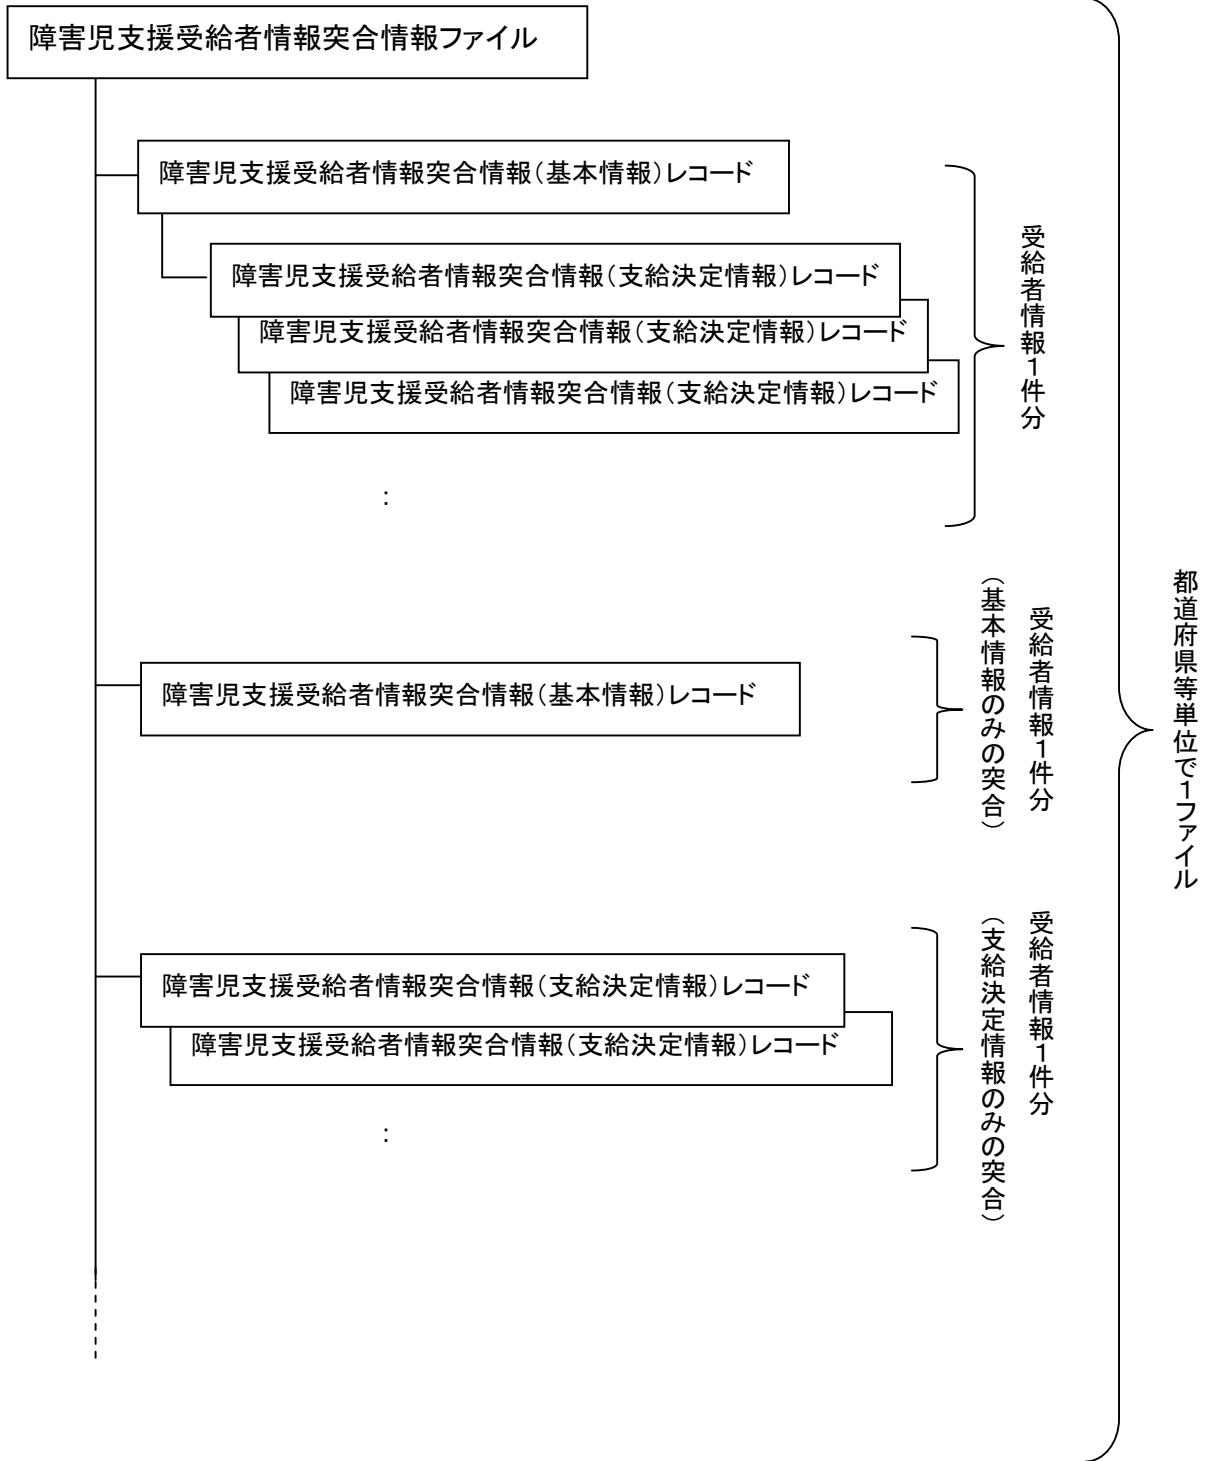 障害児支援受給者情報突合情報ファイル
障害児支援受給者情報突合情報（基本情報）レコード
障害児支援受給者情報突合情報（支給決定情報）レコード
障害児支援受給者情報突合情報（支給決定情報）レコード
障害児支援受給者情報突合情報（支給決定情報）レコード
：
受給者情報１件分
障害児支援受給者情報突合情報（基本情報）レコード
受給者情報１件分
（基本情報のみの突合）
障害児支援受給者情報突合情報（支給決定情報）レコード
障害児支援受給者情報突合情報（支給決定情報）レコード
：
受給者情報１件分
（支給決定情報のみの突合）
都道府県等単位で１ファイル